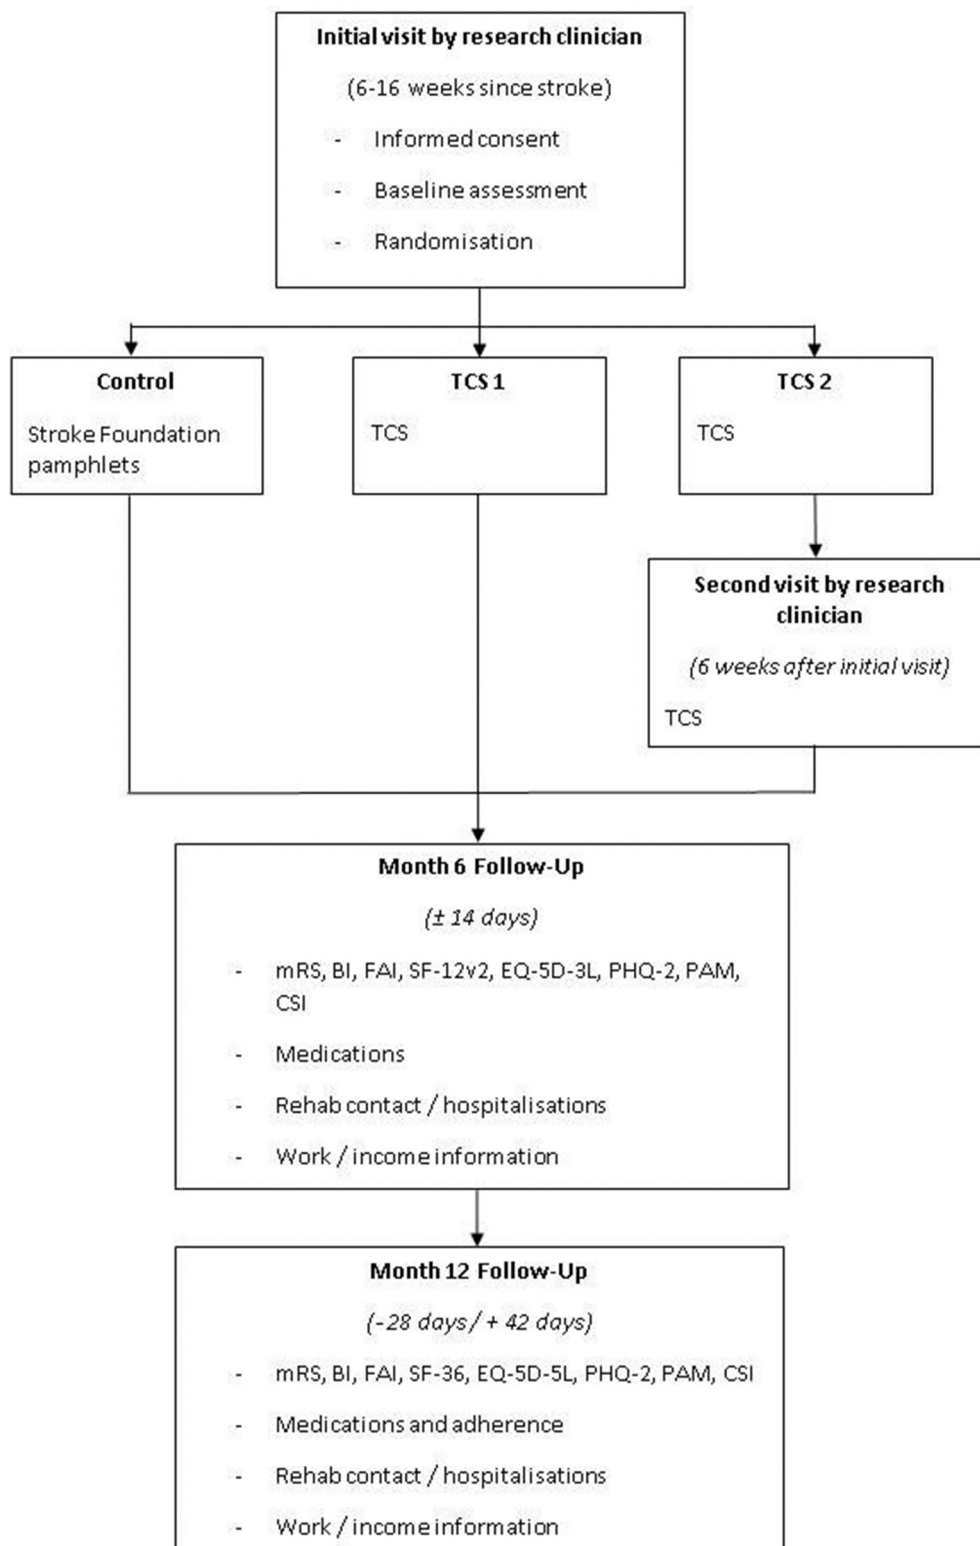 Initial visit by research clinician
(6-16 weeks since stroke)
- Informed consent
- Baseline assessment
- Randomisation
Control
Stroke Foundation
pamphlets
TCS 1
TCS
TCS 2
TCS
Second visit by research
clinician
(6 weeks after initial visit)
TCS
Month 6 Follow-Up
(± 14 days)
- mRS, BI, FAI, SF-12v2, EQ-5D-3L, PHQ-2, PAM,
CSI
- Medications
- Rehab contact / hospitalisations
- Work / income information
Month 12 Follow-Up
(-28 days / + 42 days)
- mRS, BI, FAI, SF-36, EQ-5D-5L, PHQ-2, PAM, CSI
- Medications and adherence
- Rehab contact / hospitalisations
- Work / income information